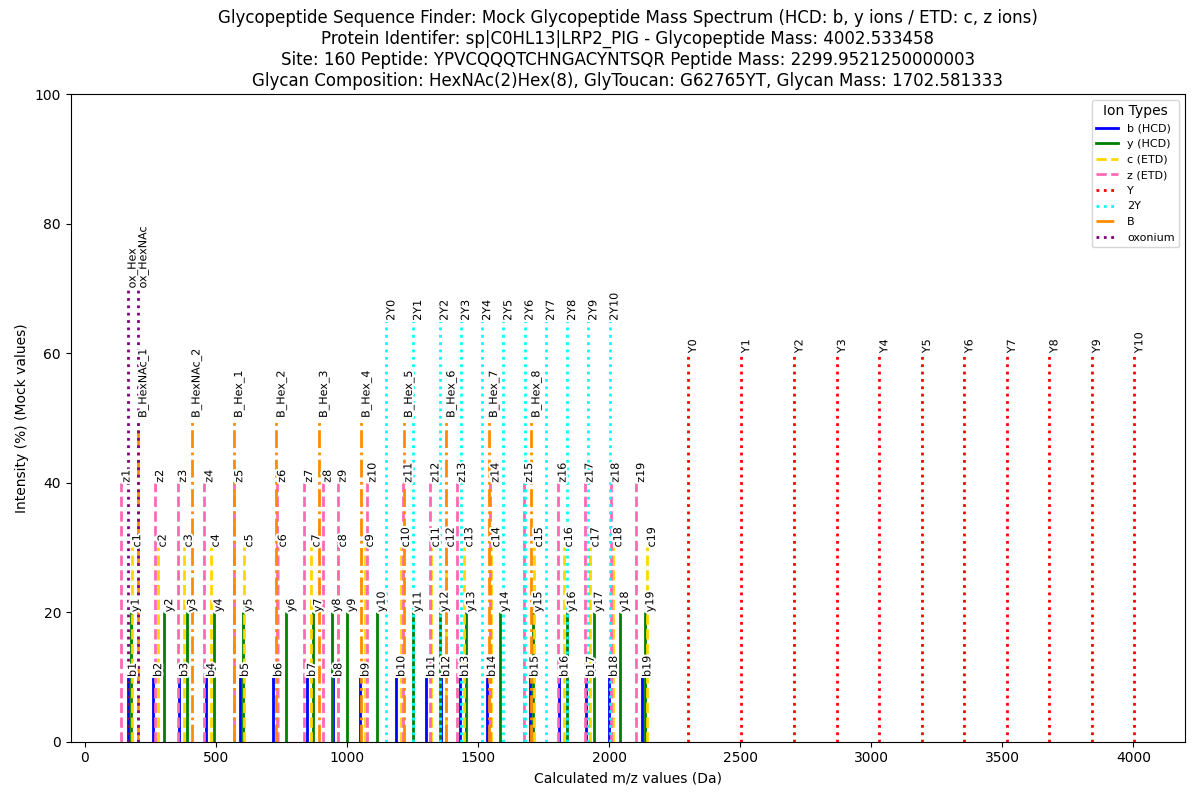 Glycopeptide Sequence Finder: Mock Glycopeptide Mass Spectrum (HCD: b, y ions / ETD: c, z ions)
Protein Identifer: sp|C0HL13|LRP2_PIG - Glycopeptide Mass: 4002.533458
Site: 160 Peptide: YPVCQQQTCHNGACYNTSQR Peptide Mass: 2299.9521250000003
Glycan Composition: HexNAc(2)Hex(8), GlyToucan: G62765YT, Glycan Mass: 1702.581333
Ion Types
b (HCD)
y (HCD)
c (ETD)
z (ETD)
Y
2Y
B
oxonium
Intensity (%) (Mock values)
100
80
60
40
20
0
ox_Hex
ox_HexNAc
2Y0 2Y1 2Y2 2Y3 2Y4 2Y5 2Y6 2Y7 2Y8 2Y9 2Y10
Y0 Y1 Y2 Y3 Y4 Y5 Y6 Y7 Y8 Y9 Y10
B_HexNAc_1 B_HexNAc_2 B_Hex_1 B_Hex_2 B_Hex_3 B_Hex_4 B_Hex_5 B_Hex_6 B_Hex_7 B_Hex_8
z1 z2 z3 z4 z5 z6 z7 z8 z9 z10 z11 z12 z13 z14 z15 z16 z17 z18 z19
c1 c2 c3 c4 c5 c6 c7 c8 c9 c10 c11 c12 c13 c14 c15 c16 c17 c18 c19
y1 y2 y3 y4 y5 y6 y7 y8 y9 y10 y11 y12 y13 y14 y15 y16 y17 y18 y19
b1 b2 b3 b4 b5 b6 b7 b8 b9 b10 b11 b12 b13 b14 b15 b16 b17 b18 b19
0 500 1000 1500 2000 2500 3000 3500 4000
Calculated m/z values (Da)